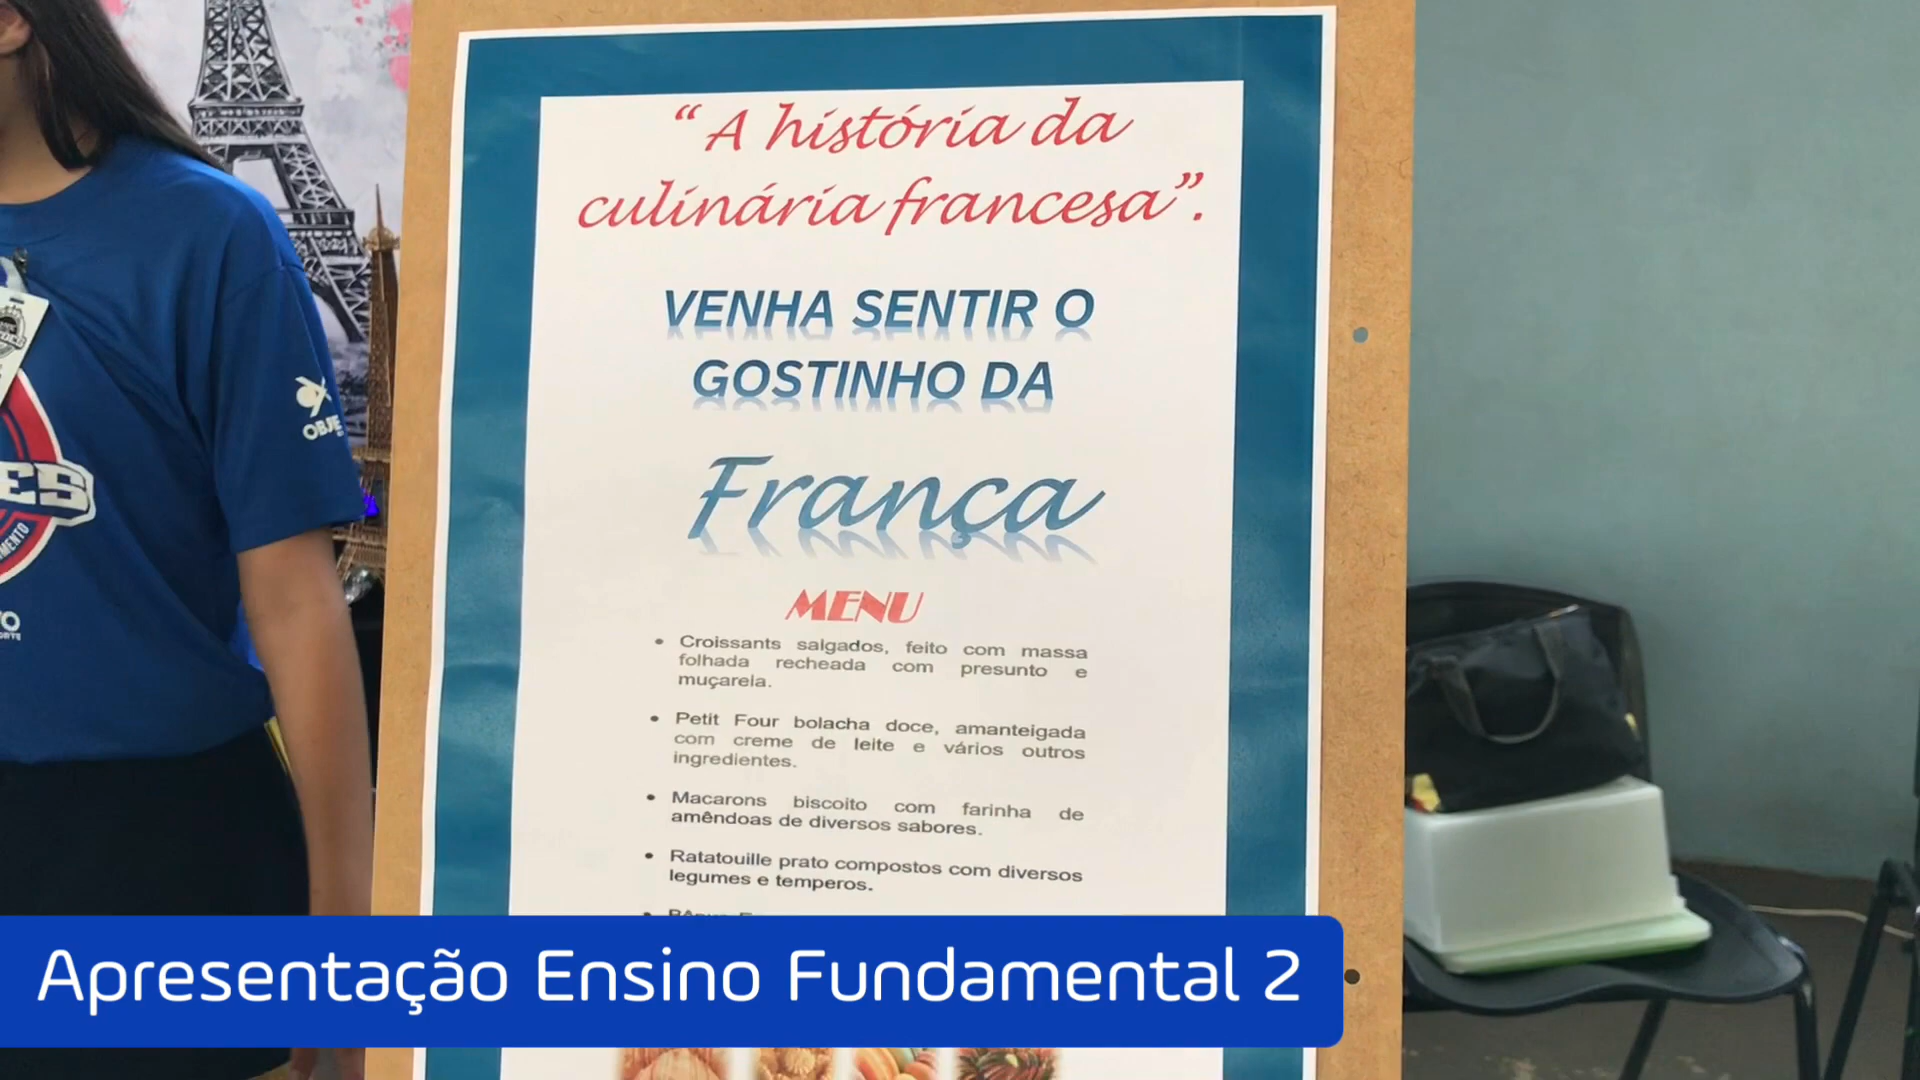 “A história da
culinária francesa”.
VENHA SENTIR O
GOSTINHO DA
França
MENU
• Croissants salgados, feito com massa
folhada recheada com presunto e
muçarela.
• Petit Four bolacha doce, amanteigada
com creme de leite e vários outros
ingredientes.
• Macarons biscoito com farinha de
amêndoas de diversos sabores.
• Ratatouille prato compostos com diversos
legumes e temperos.
Apresentação Ensino Fundamental 2